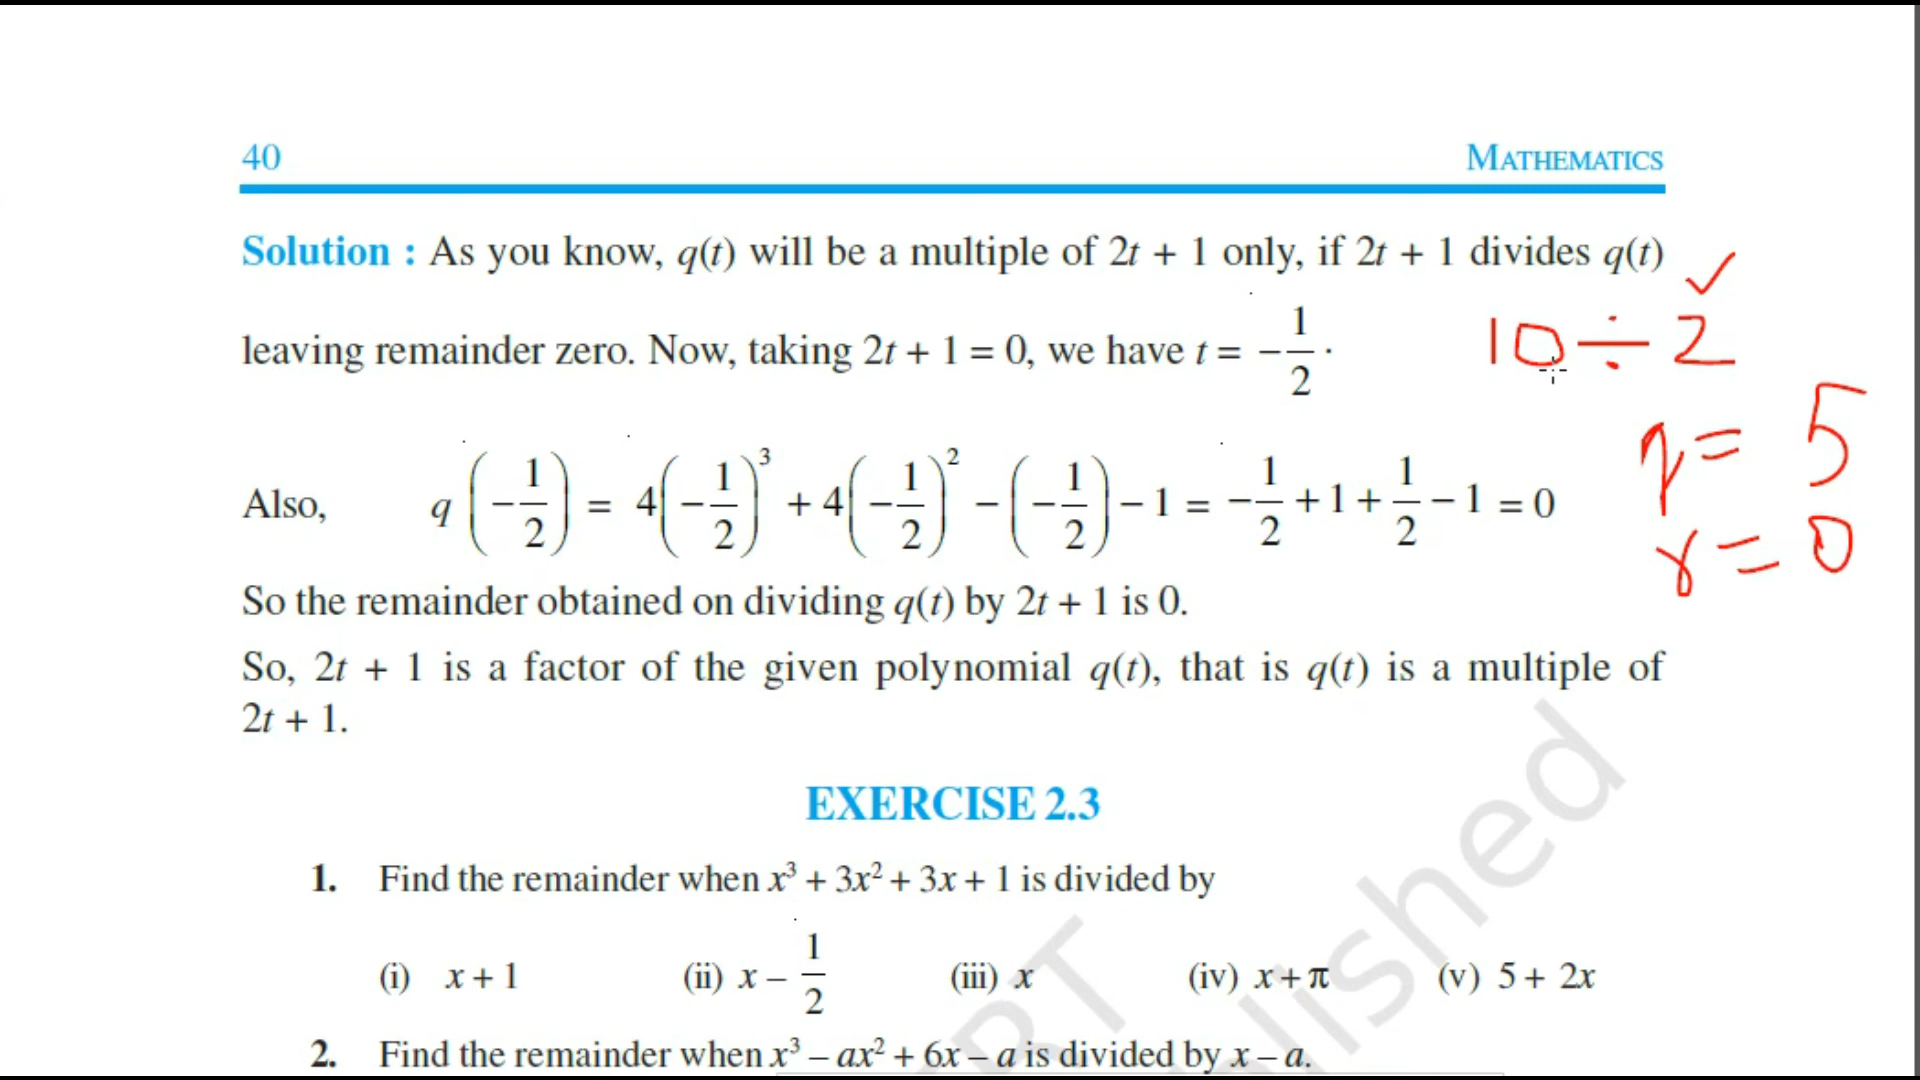 40 MATHEMATICS
Solution : As you know, q(t) will be a multiple of 2t + 1 only, if 2t + 1 divides q(t)
leaving remainder zero. Now, taking 2t + 1 = 0, we have t = −1/2.
10 ÷ 2 ✓
q = 5
Also, q(−1/2) = 4(−1/2)³ + 4(−1/2)² − (−1/2) − 1 = −1/2 + 1 + 1/2 − 1 = 0
r = 0
So the remainder obtained on dividing q(t) by 2t + 1 is 0.
So, 2t + 1 is a factor of the given polynomial q(t), that is q(t) is a multiple of
2t + 1.
EXERCISE 2.3
1. Find the remainder when x³ + 3x² + 3x + 1 is divided by
(i) x + 1 (ii) x − 1/2 (iii) x (iv) x + π (v) 5 + 2x
2. Find the remainder when x³ − ax² + 6x − a is divided by x − a.